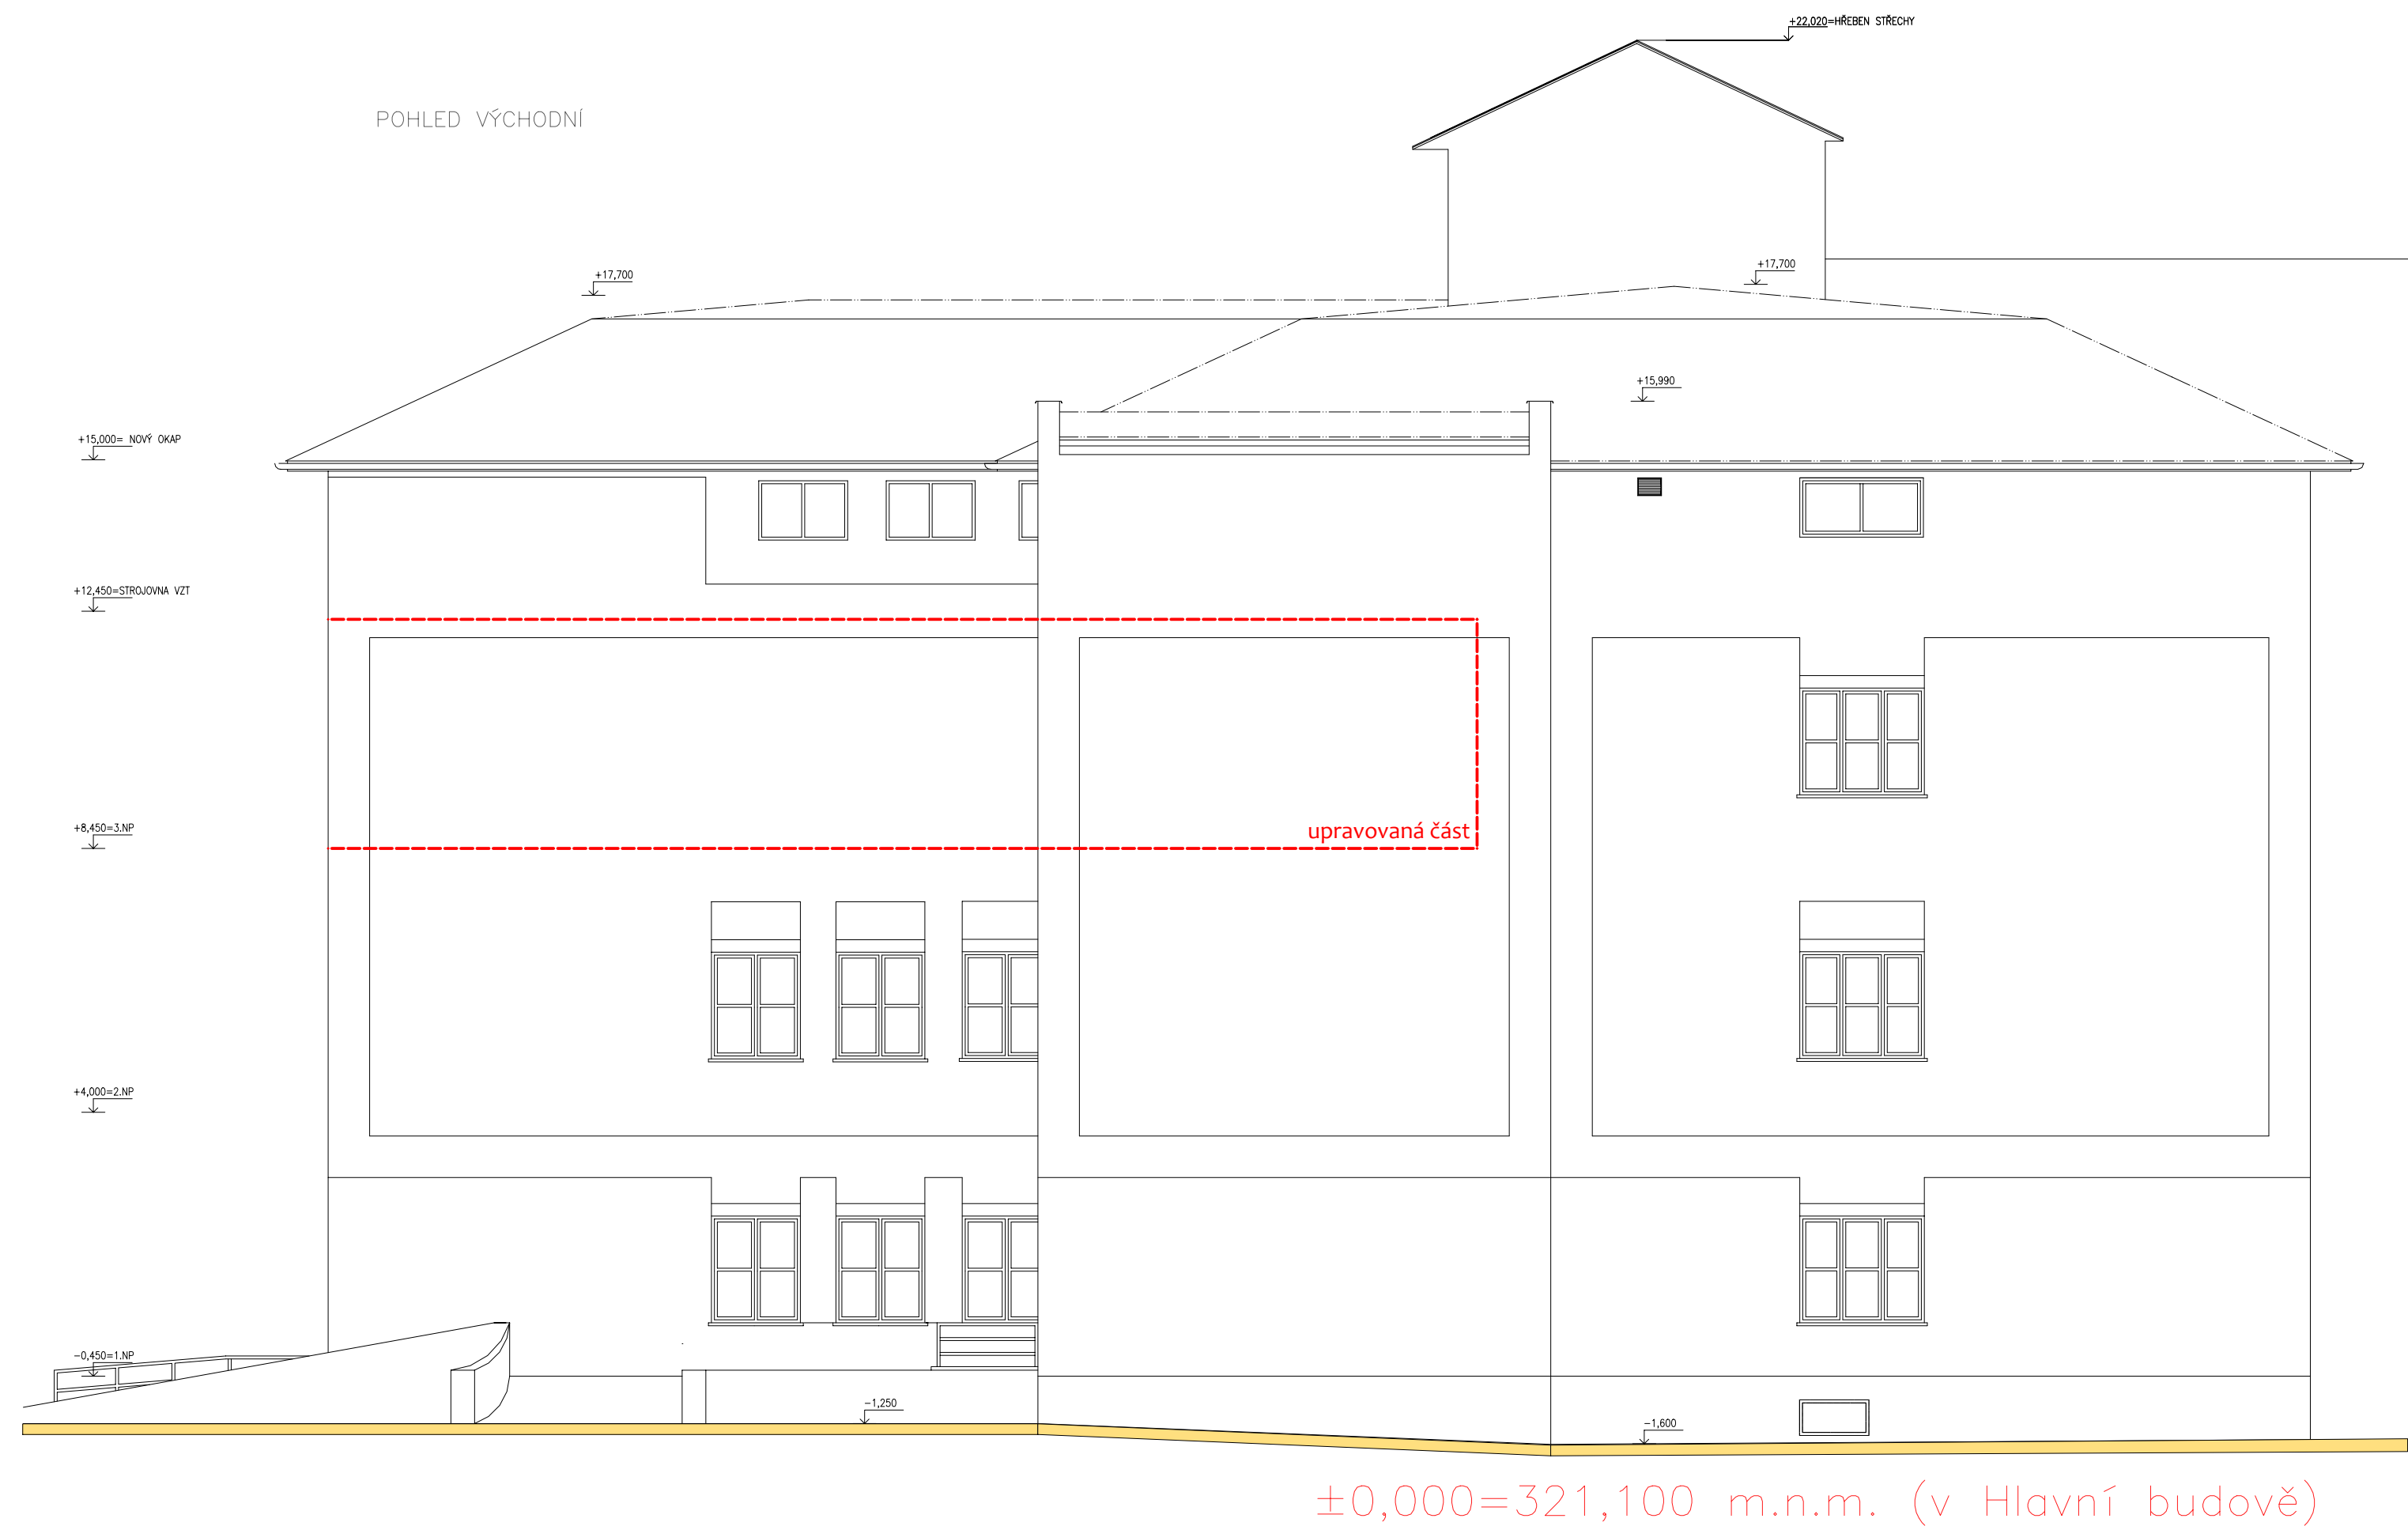 +22,020=HŘEBEN STŘECHY
POHLED VÝCHODNÍ
+17,700
+17,700
+15,990
+15,000= NOVÝ OKAP
+12,450=STROJOVNA VZT
upravovaná část
+8,450=3.NP
+4,000=2.NP
-0,450=1.NP
-1,250
-1,600
±0,000=321,100 m.n.m. (v Hlavní budově)